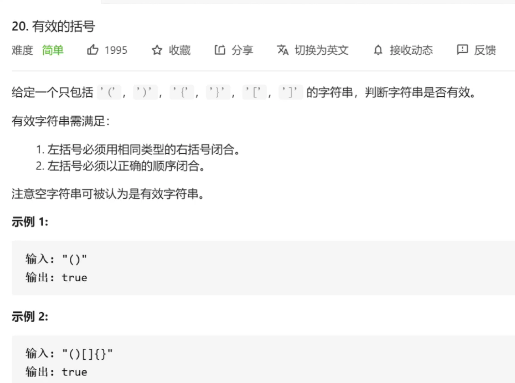 20. 有效的括号
难度 简单 1995 收藏 分享 切换为英文 接收动态 反馈
给定一个只包括 '(', ')', '{', '}', '[', ']' 的字符串，判断字符串是否有效。
有效字符串需满足：
1. 左括号必须用相同类型的右括号闭合。
2. 左括号必须以正确的顺序闭合。
注意空字符串可被认为是有效字符串。
示例 1:
输入: "()"
输出: true
示例 2:
输入: "()[]{}"
输出: true